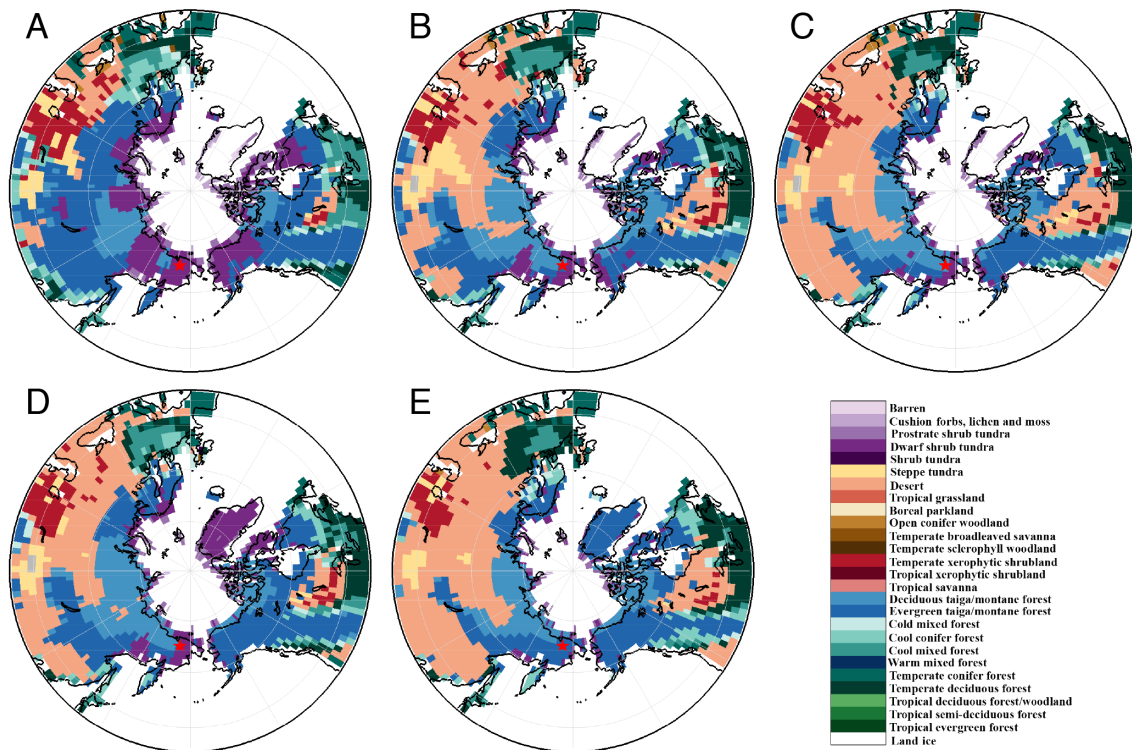 A
B
C
D
E
Barren
Cushion forbs, lichen and moss
Prostrate shrub tundra
Dwarf shrub tundra
Shrub tundra
Steppe tundra
Desert
Tropical grassland
Boreal parkland
Open conifer woodland
Temperate broadleaved savanna
Temperate sclerophyll woodland
Temperate xerophytic shrubland
Tropical xerophytic shrubland
Tropical savanna
Deciduous taiga/montane forest
Evergreen taiga/montane forest
Cold mixed forest
Cool conifer forest
Cool mixed forest
Warm mixed forest
Temperate conifer forest
Temperate deciduous forest
Tropical deciduous forest/woodland
Tropical semi-deciduous forest
Tropical evergreen forest
Land ice